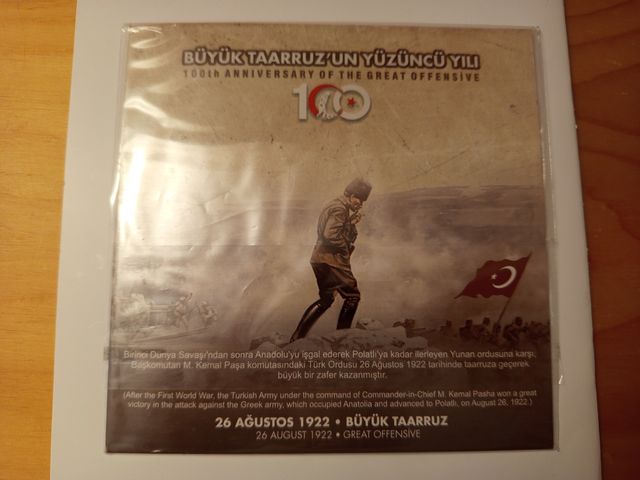 BÜYÜK TAARRUZ'UN YÜZÜNCÜ YILI
100th ANNIVERSARY OF THE GREAT OFFENSİVE
100
Birinci Dünya Savaşı'ndan sonra Anadolu'yu işgal ederek Polatlı'ya kadar ilerleyen Yunan ordusuna karşı,
Başkomutan M. Kemal Paşa komutasındaki Türk Ordusu 26 Ağustos 1922 tarihinde taarruza geçerek
büyük bir zafer kazanmıştır.
(After the First World War, the Turkish Army under the command of Commander-in-Chief M. Kemal Pasha won a great
victory in the attack against the Greek army, which occupied Anatolia and advanced to Polatlı, on August 26, 1922.)
26 AĞUSTOS 1922 • BÜYÜK TAARRUZ
26 AUGUST 1922 • GREAT OFFENSİVE